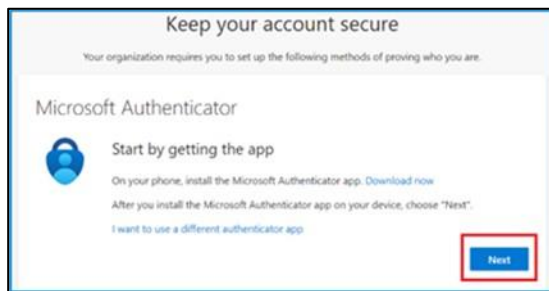 Keep your account secure
Your organization requires you to set up the following methods of proving who you are.
Microsoft Authenticator
Start by getting the app
On your phone, install the Microsoft Authenticator app. Download now
After you install the Microsoft Authenticator app on your device, choose "Next".
I want to use a different authenticator app
Next